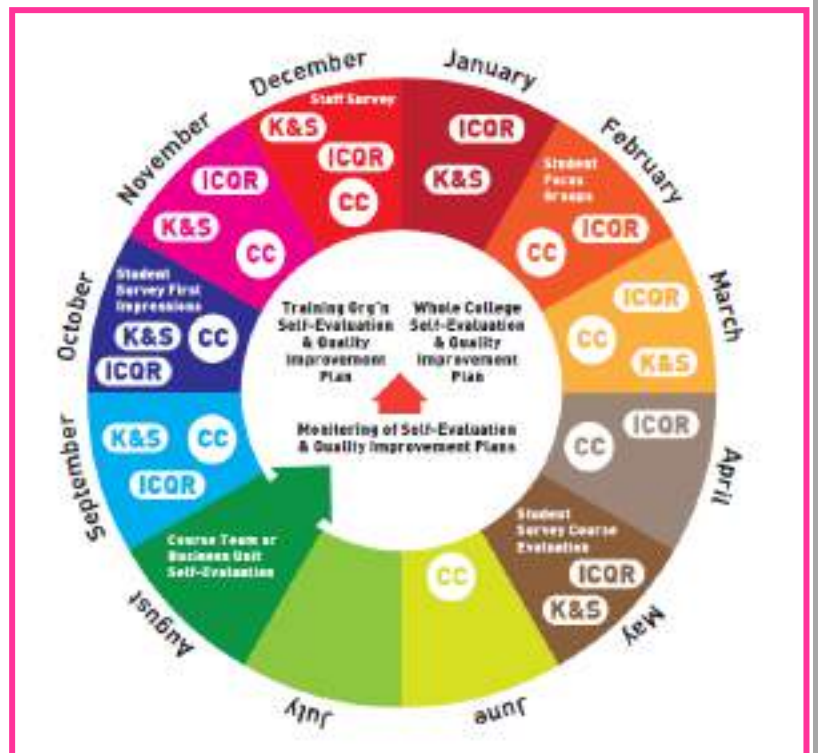 January
ICQR
K&S
February
Student
Focus
Groups
ICQR
CC
March
ICQR
CC
K&S
April
ICQR
CC
May
Student
Survey Course
Evaluation
ICQR
K&S
June
CC
July
August
Course Team or
Business Unit
Self-Evaluation
September
K&S
CC
ICQR
October
Student
Survey First
Impressions
K&S
CC
ICQR
November
ICQR
K&S
CC
December
Staff Survey
K&S
ICQR
CC
Training Org'n
Self-Evaluation
& Quality
Improvement
Plan
Whole College
Self-Evaluation
& Quality
Improvement
Plan
Monitoring of Self-Evaluation
& Quality Improvement Plans